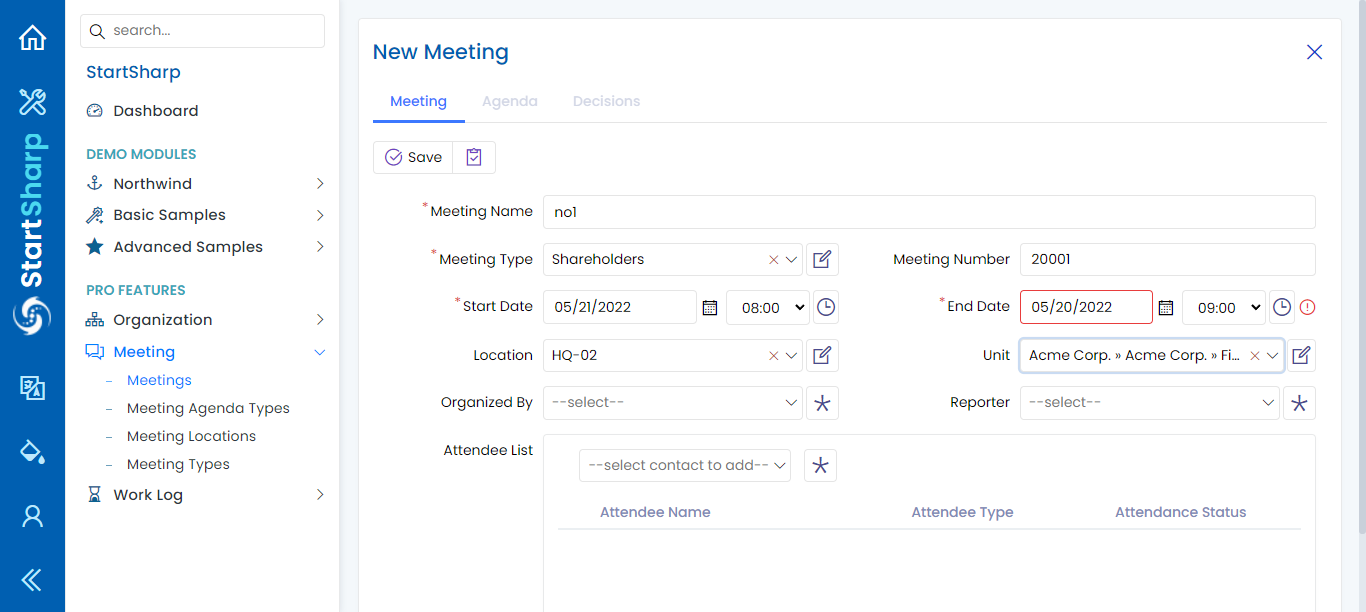 search...
StartSharp
Dashboard
DEMO MODULES
Northwind
Basic Samples
Advanced Samples
PRO FEATURES
Organization
Meeting
Meetings
Meeting Agenda Types
Meeting Locations
Meeting Types
Work Log
StartSharp
New Meeting
Meeting Agenda Decisions
Save
*Meeting Name no1
*Meeting Type Shareholders Meeting Number 20001
*Start Date 05/21/2022 08:00 *End Date 05/20/2022 09:00
Location HQ-02 Unit Acme Corp. » Acme Corp. » Fi...
Organized By --select-- Reporter --select--
Attendee List
--select contact to add--
Attendee Name Attendee Type Attendance Status